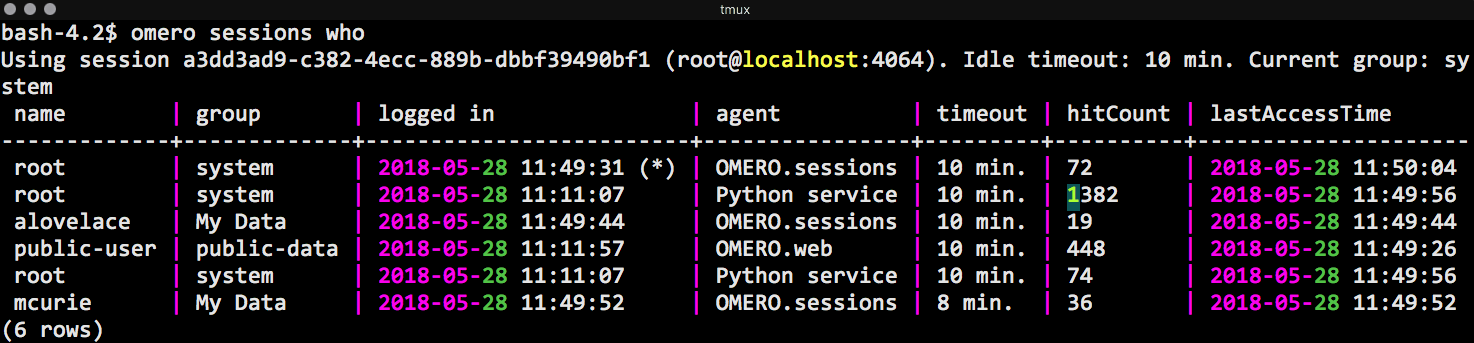 tmux
bash-4.2$ omero sessions who
Using session a3dd3ad9-c382-4ecc-889b-dbbf39490bf1 (root@localhost:4064). Idle timeout: 10 min. Current group: sy
stem
 name        | group       | logged in              | agent          | timeout | hitCount | lastAccessTime
-------------+-------------+------------------------+----------------+---------+----------+---------------------
 root        | system      | 2018-05-28 11:49:31 (*) | OMERO.sessions | 10 min. | 72       | 2018-05-28 11:50:04
 root        | system      | 2018-05-28 11:11:07     | Python service | 10 min. | 1382     | 2018-05-28 11:49:56
 alovelace   | My Data     | 2018-05-28 11:49:44     | OMERO.sessions | 10 min. | 19       | 2018-05-28 11:49:44
 public-user | public-data | 2018-05-28 11:11:57     | OMERO.web      | 10 min. | 448      | 2018-05-28 11:49:26
 root        | system      | 2018-05-28 11:11:07     | Python service | 10 min. | 74       | 2018-05-28 11:49:56
 mcurie      | My Data     | 2018-05-28 11:49:52     | OMERO.sessions | 8 min.  | 36       | 2018-05-28 11:49:52
(6 rows)